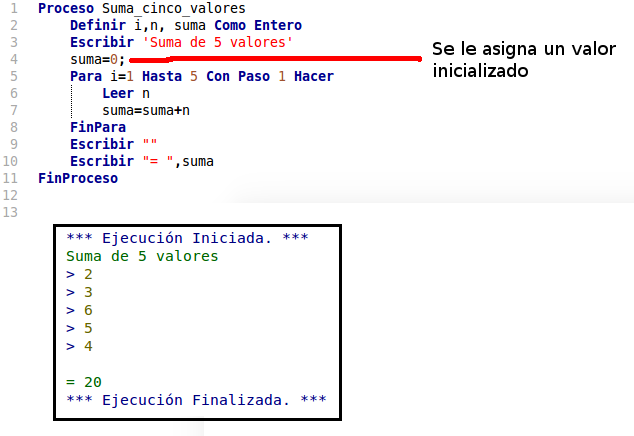 1 Proceso Suma_cinco_valores
2 Definir i,n, suma Como Entero
3 Escribir 'Suma de 5 valores'
4 suma=0;
Se le asigna un valor
inicializado
5 Para i=1 Hasta 5 Con Paso 1 Hacer
6 Leer n
7 suma=suma+n
8 FinPara
9 Escribir ""
10 Escribir "= ",suma
11 FinProceso
12
13
*** Ejecución Iniciada. ***
Suma de 5 valores
> 2
> 3
> 6
> 5
> 4
= 20
*** Ejecución Finalizada. ***